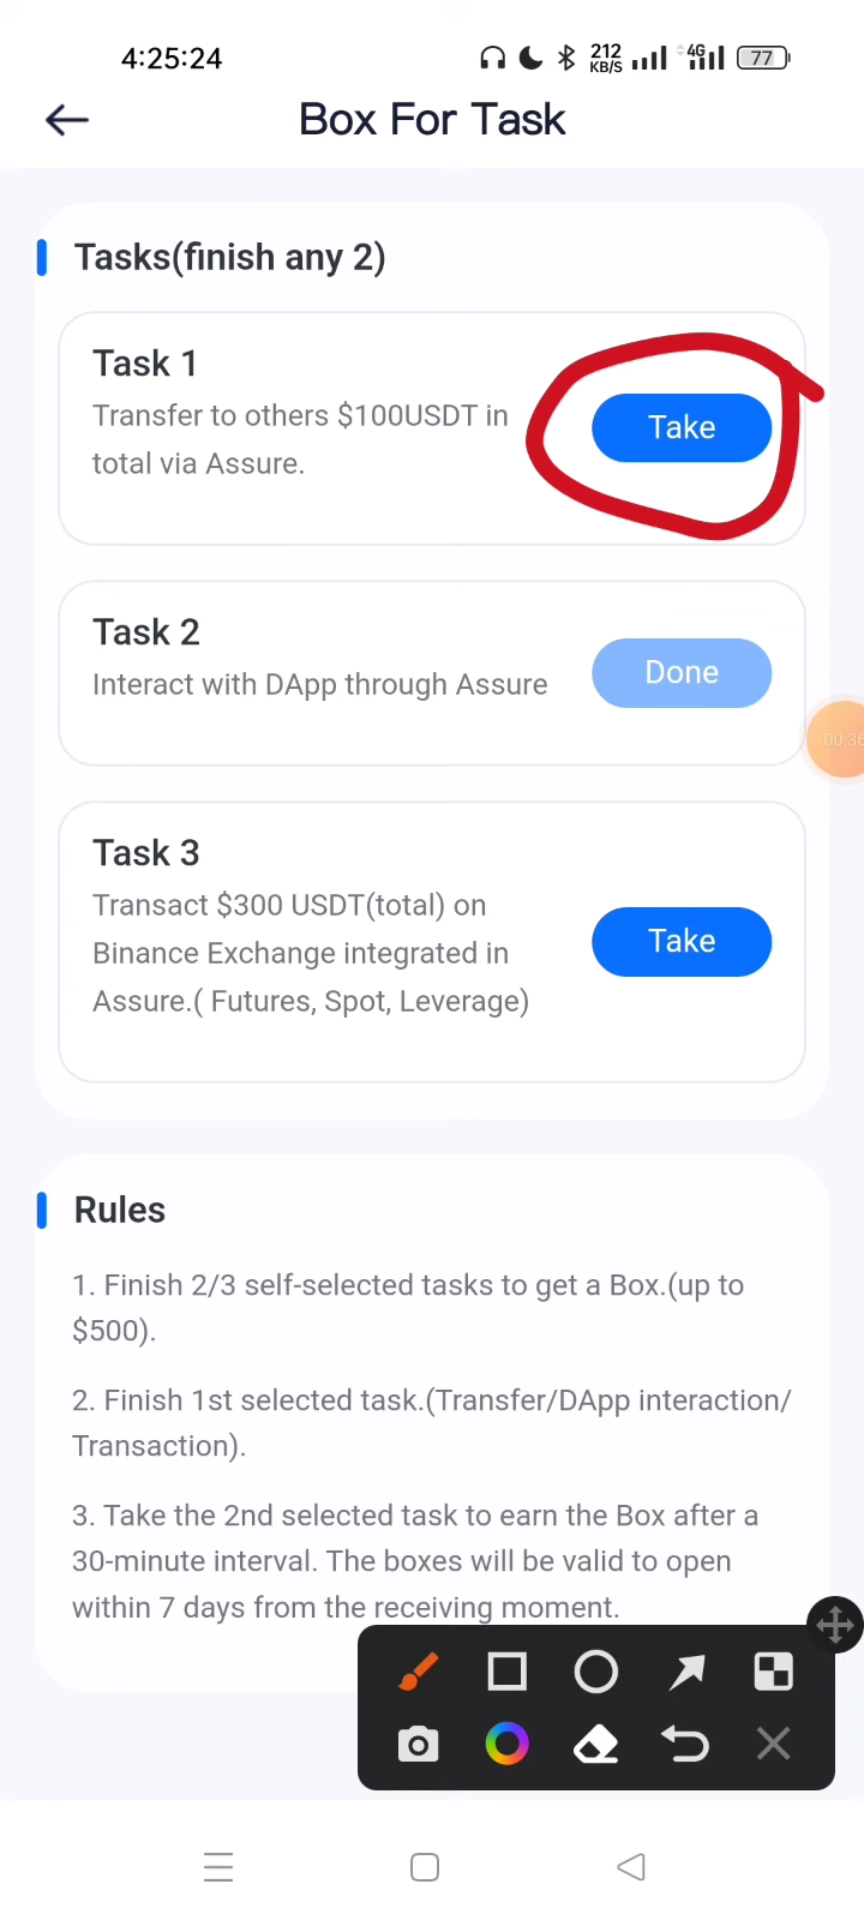 4:25:24
212
KB/S
4G
77
Box For Task
Tasks(finish any 2)
Task 1
Transfer to others $100USDT in
total via Assure.
Take
Task 2
Interact with DApp through Assure
Done
00:36
Task 3
Transact $300 USDT(total) on
Binance Exchange integrated in
Assure.( Futures, Spot, Leverage)
Take
Rules
1. Finish 2/3 self-selected tasks to get a Box.(up to
$500).
2. Finish 1st selected task.(Transfer/DApp interaction/
Transaction).
3. Take the 2nd selected task to earn the Box after a
30-minute interval. The boxes will be valid to open
within 7 days from the receiving moment.